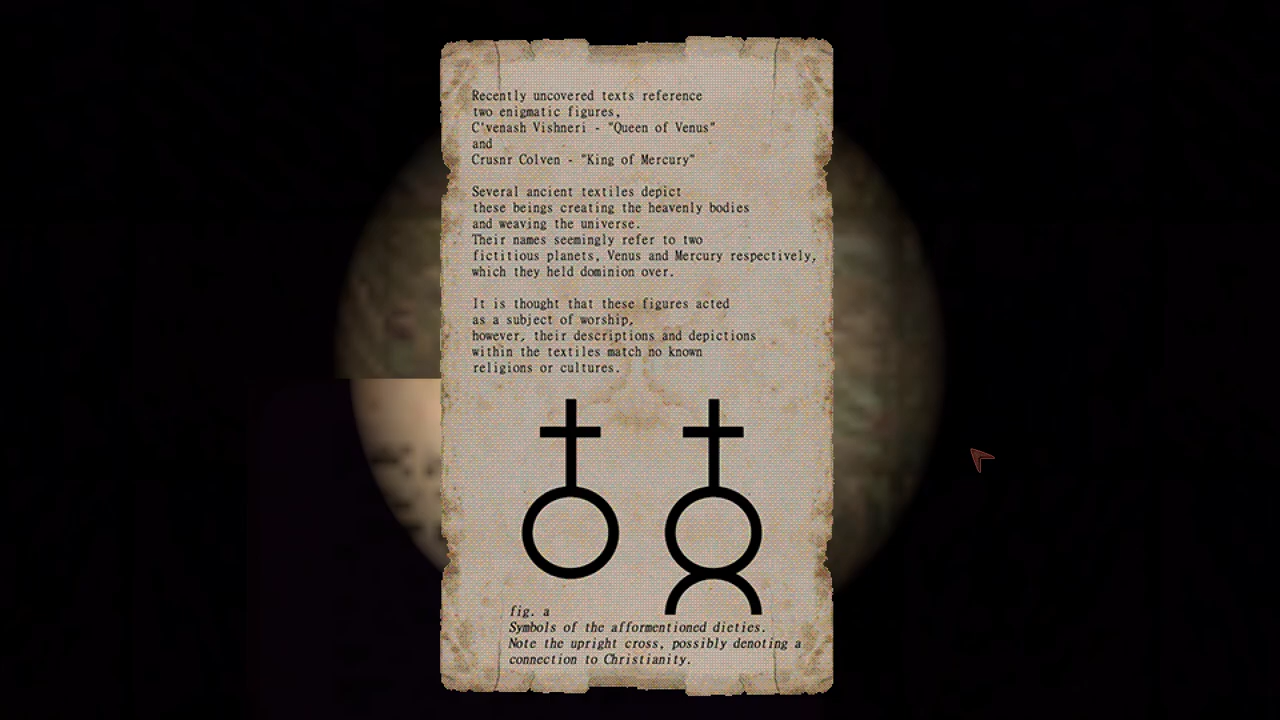 Recently uncovered texts reference
two enigmatic figures,
C'venash Vishneri - "Queen of Venus"
and
Crusnr Colven - "King of Mercury"
Several ancient textiles depict
these beings creating the heavenly bodies
and weaving the universe.
Their names seemingly refer to two
fictitious planets, Venus and Mercury respectively,
which they held dominion over.
It is thought that these figures acted
as a subject of worship,
however, their descriptions and depictions
within the textiles match no known
religions or cultures.
fig. a
Symbols of the afformentioned dieties.
Note the upright cross, possibly denoting a
connection to Christianity.